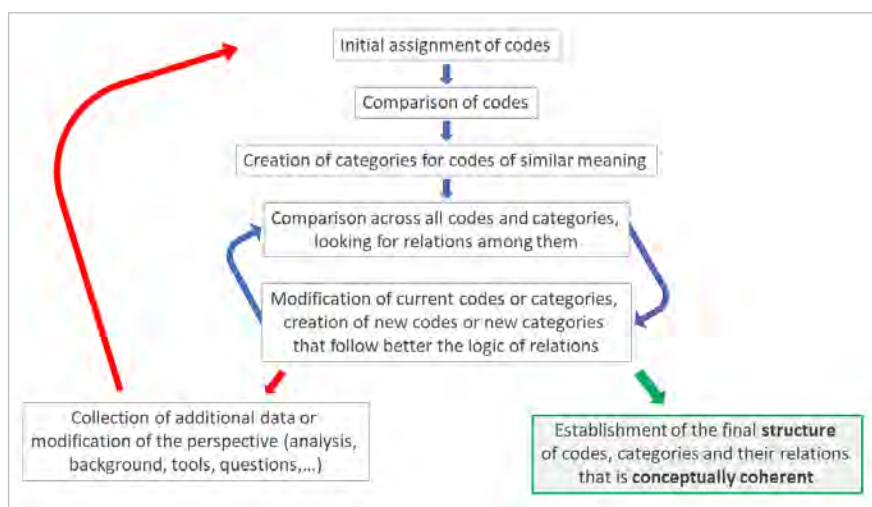 Initial assignment of codes
Comparison of codes
Creation of categories for codes of similar meaning
Comparison across all codes and categories,
looking for relations among them
Modification of current codes or categories,
creation of new codes or new categories
that follow better the logic of relations
Collection of additional data or
modification of the perspective (analysis,
background, tools, questions,...)
Establishment of the final structure
of codes, categories and their relations
that is conceptually coherent